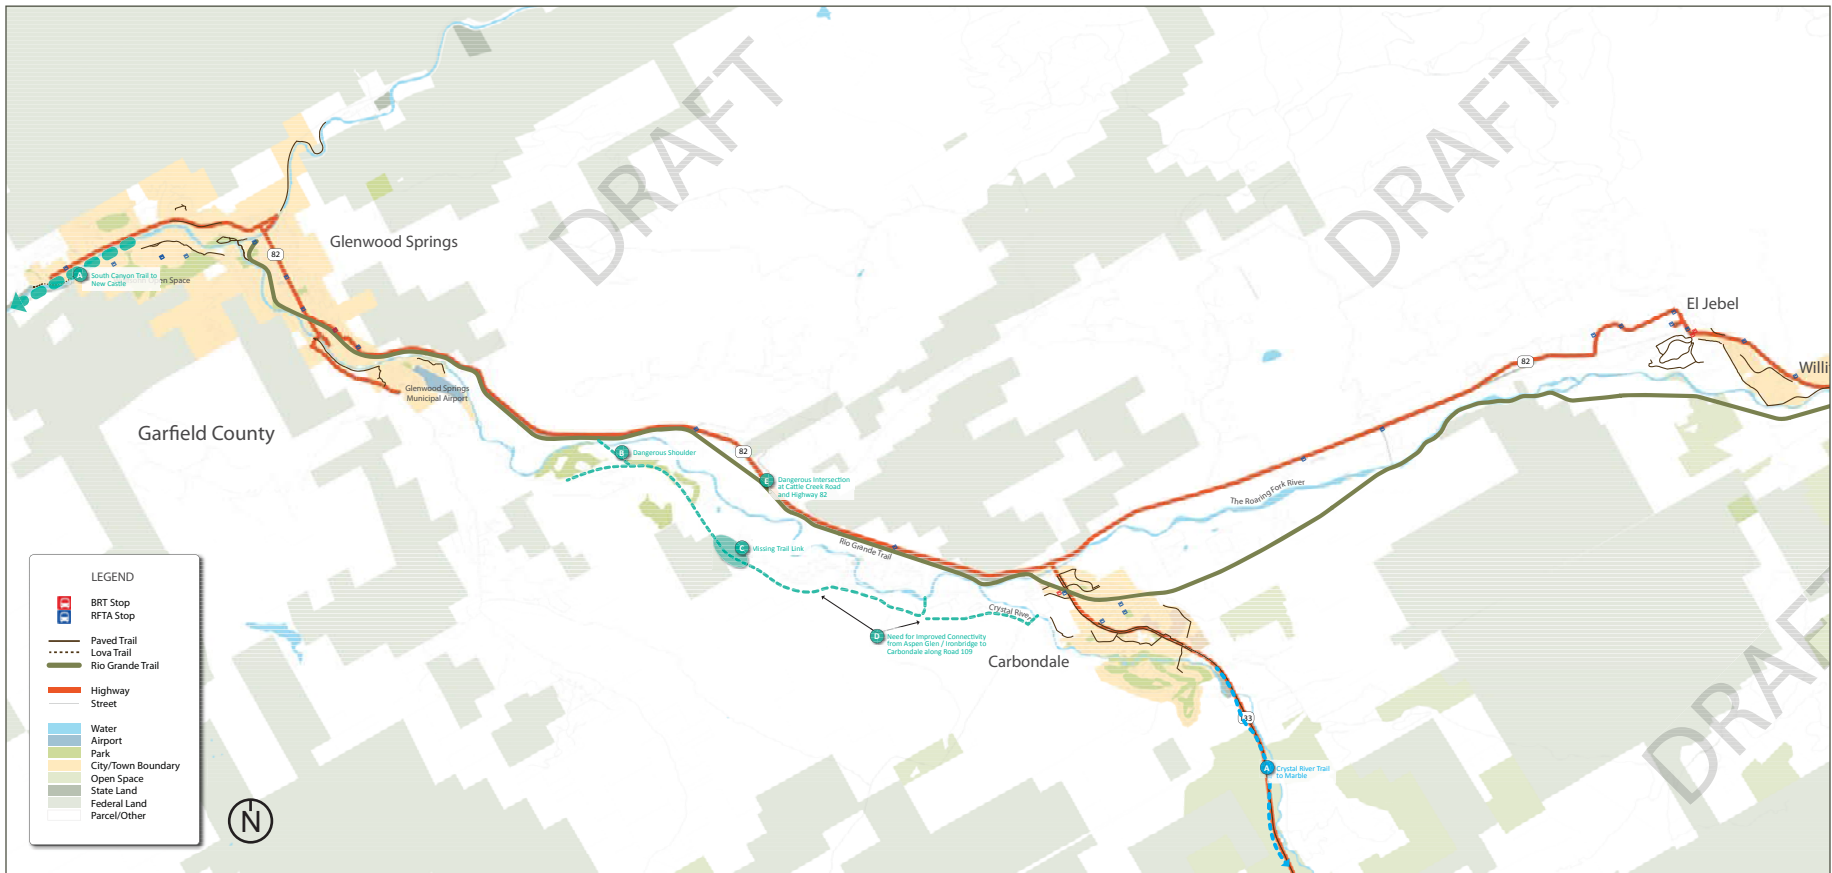 DRAFT
DRAFT
DRAFT
Glenwood Springs
82
A
South Canyon Trail to
New Castle
en Space
El Jebel
82
Willi
Glenwood Springs
Municipal Airport
Garfield County
82
B
Dangerous Shoulder
E
Dangerous Intersection
at Cattle Creek Road
and Highway 82
The Roaring Fork River
C
Missing Trail Link
Rio Grande Trail
Crystal River
D
Need for Improved Connectivity
from Aspen Glen / Ironbridge to
Carbondale along Road 109
Carbondale
133
A
Crystal River Trail
to Marble
LEGEND
BRT Stop
RFTA Stop
Paved Trail
Lova Trail
Rio Grande Trail
Highway
Street
Water
Airport
Park
City/Town Boundary
Open Space
State Land
Federal Land
Parcel/Other
N